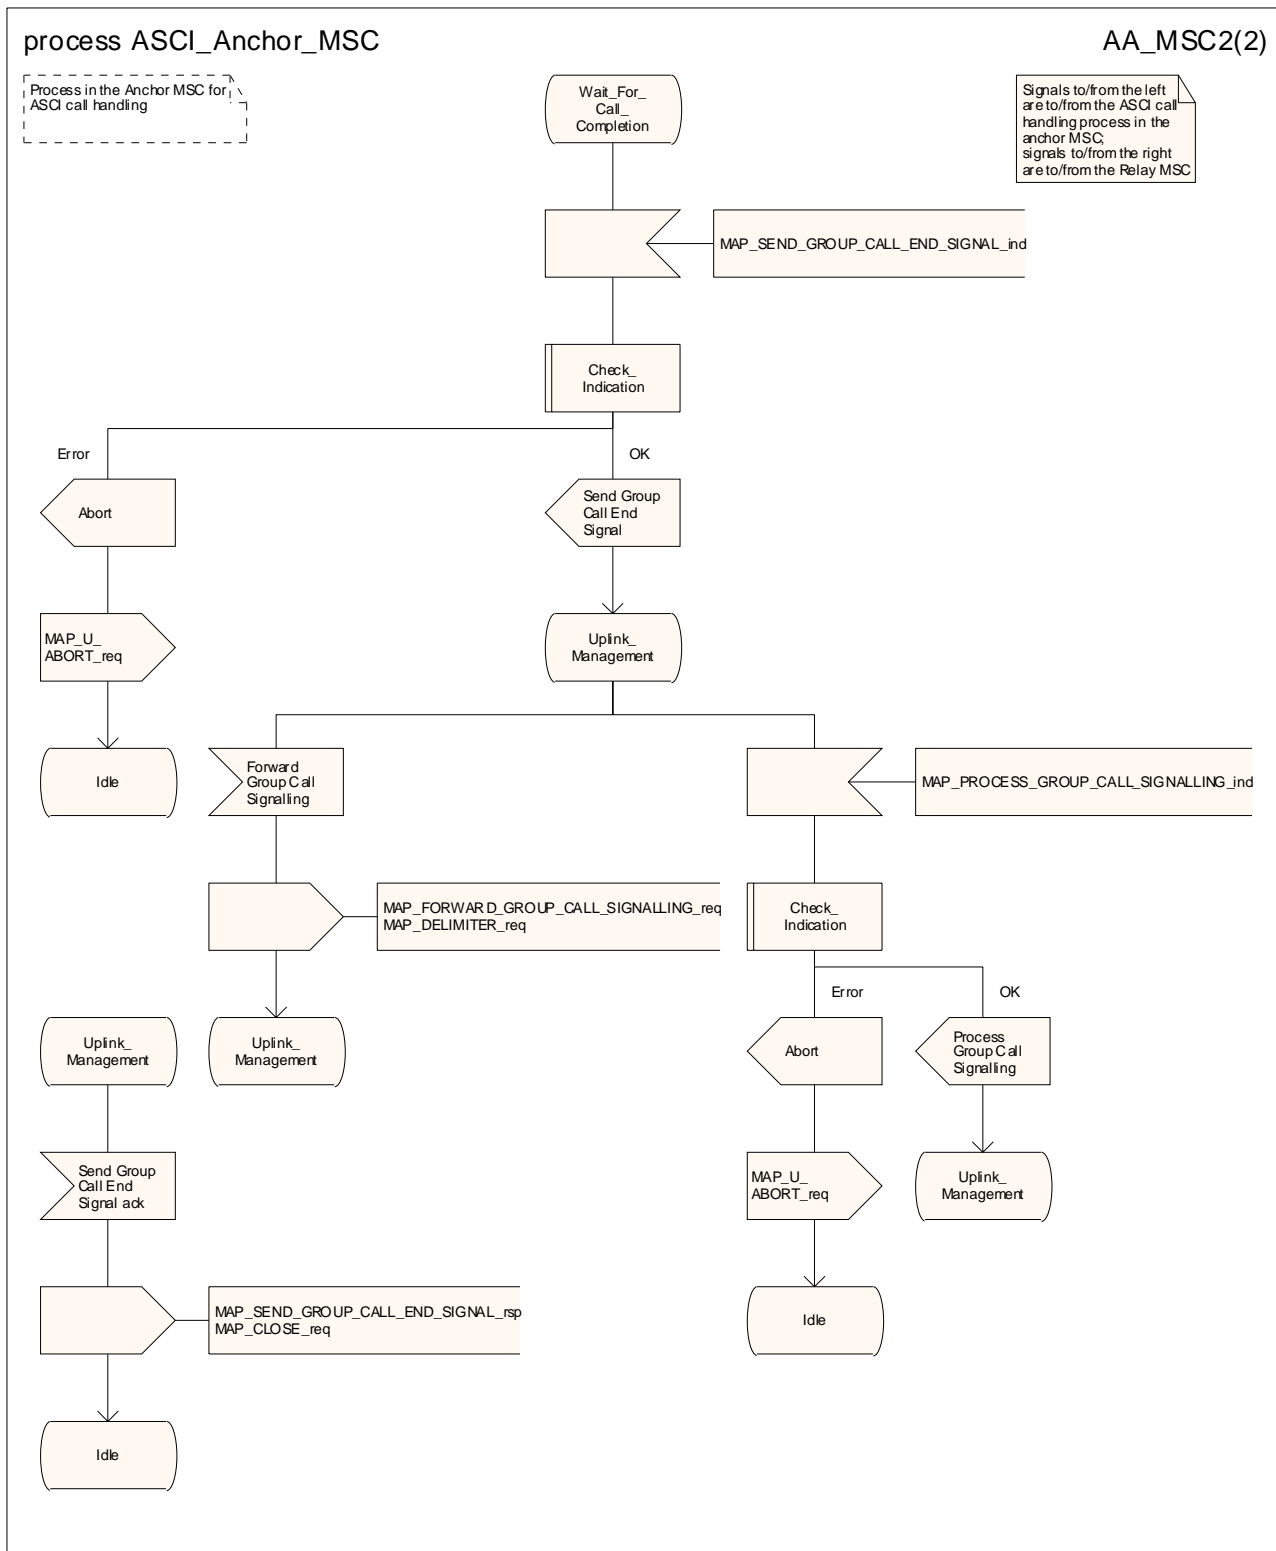 process ASCI_Anchor_MSC
AA_MSC2(2)
Process in the Anchor MSC for
ASCI call handling
Wait_For_
Call_
Completion
Signals to/from the left
are to/from the ASCI call
handling process in the
anchor MSC;
signals to/from the right
are to/from the Relay MSC
MAP_SEND_GROUP_CALL_END_SIGNAL_ind
Check_
Indication
Error
OK
Abort
Send Group
Call End
Signal
MAP_U_
ABORT_req
Uplink_
Management
Idle
Forward
Group Call
Signalling
MAP_PROCESS_GROUP_CALL_SIGNALLING_ind
MAP_FORWARD_GROUP_CALL_SIGNALLING_req
MAP_DELIMITER_req
Check_
Indication
Error
OK
Uplink_
Management
Uplink_
Management
Abort
Process
Group Call
Signalling
Send Group
Call End
Signal ack
MAP_U_
ABORT_req
Uplink_
Management
MAP_SEND_GROUP_CALL_END_SIGNAL_rsp
MAP_CLOSE_req
Idle
Idle